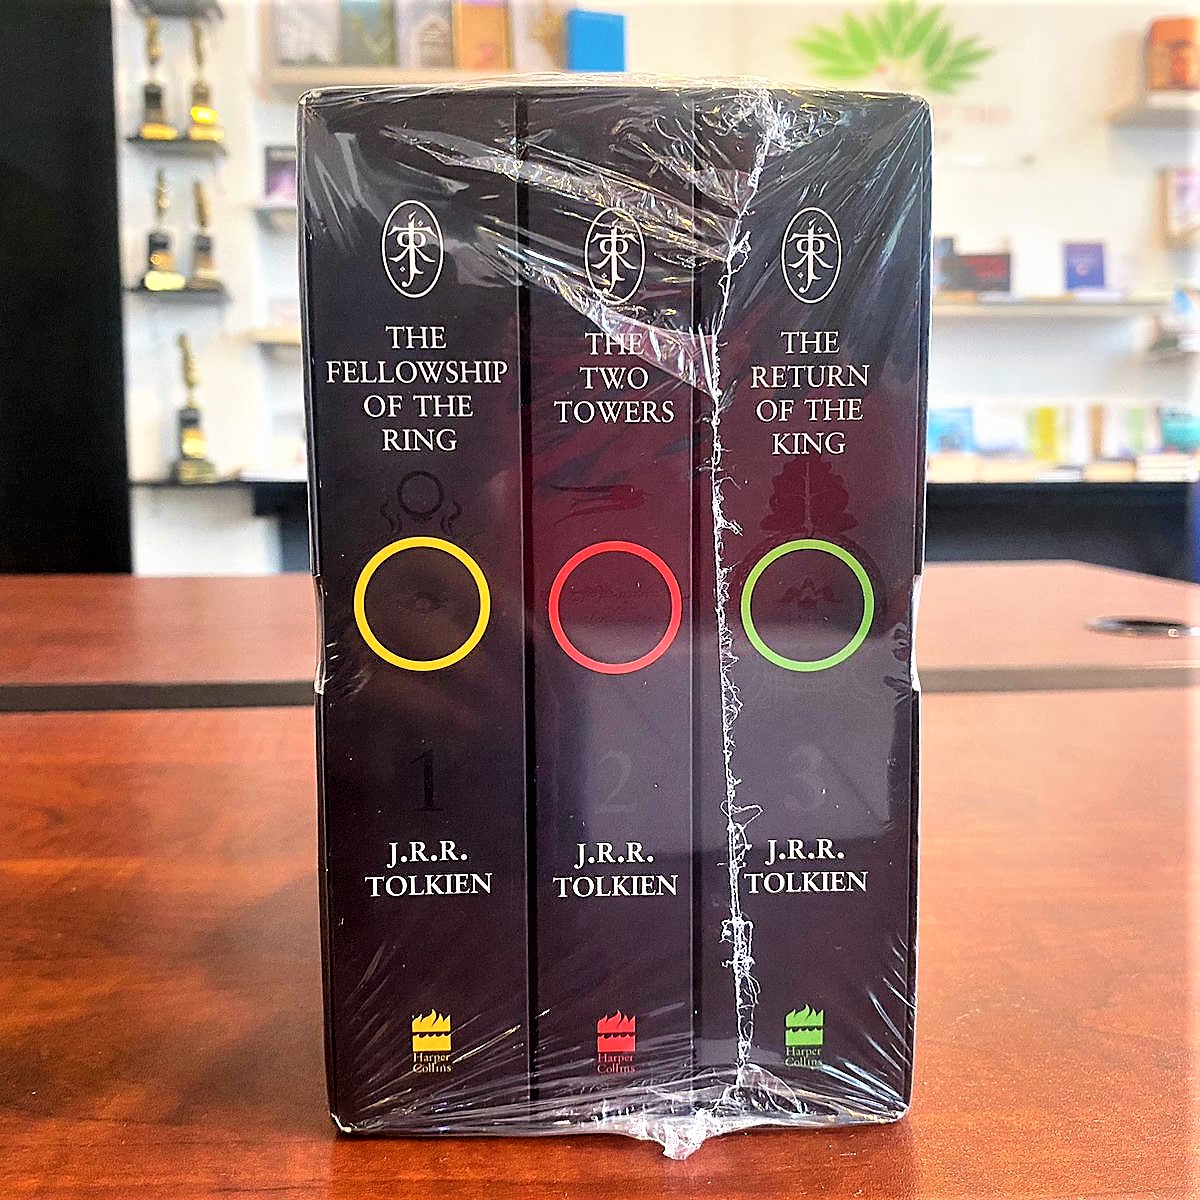 THE
FELLOWSHIP
OF THE
RING
1
J.R.R.
TOLKIEN
Harper
Collins
THE
TWO
TOWERS
2
J.R.R.
TOLKIEN
Harper
Collins
THE
RETURN
OF THE
KING
3
J.R.R.
TOLKIEN
Harper
Collins